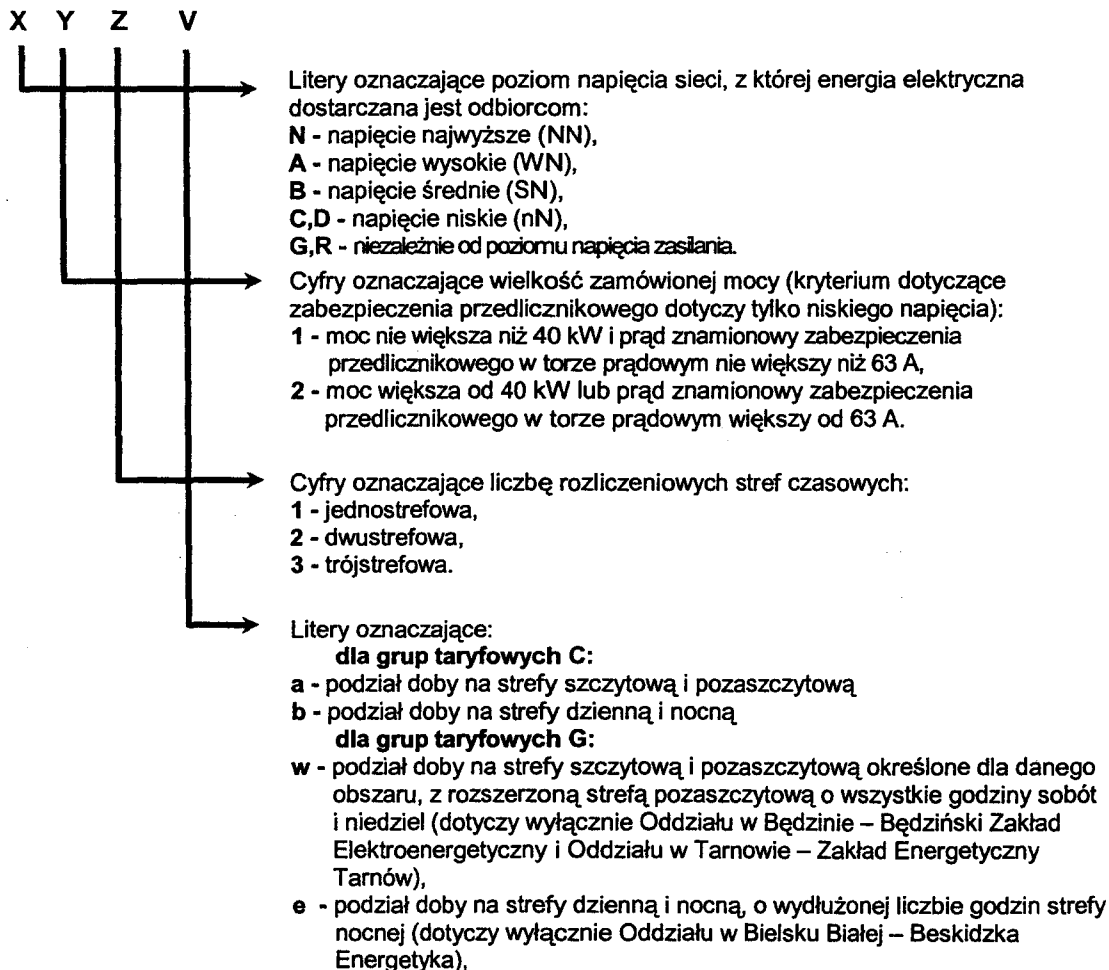 X Y Z V
Litery oznaczające poziom napięcia sieci, z której energia elektryczna
dostarczana jest odbiorcom:
N - napięcie najwyższe (NN),
A - napięcie wysokie (WN),
B - napięcie średnie (SN),
C,D - napięcie niskie (nN),
G,R - niezależnie od poziomu napięcia zasilania.
Cyfry oznaczające wielkość zamówionej mocy (kryterium dotyczące
zabezpieczenia przedlicznikowego dotyczy tylko niskiego napięcia):
1 - moc nie większa niż 40 kW i prąd znamionowy zabezpieczenia
przedlicznikowego w torze prądowym nie większy niż 63 A,
2 - moc większa od 40 kW lub prąd znamionowy zabezpieczenia
przedlicznikowego w torze prądowym większy od 63 A.
Cyfry oznaczające liczbę rozliczeniowych stref czasowych:
1 - jednostrefowa,
2 - dwustrefowa,
3 - trójstrefowa.
Litery oznaczające:
dla grup taryfowych C:
a - podział doby na strefy szczytową i pozaszczytową
b - podział doby na strefy dzienną i nocną
dla grup taryfowych G:
w - podział doby na strefy szczytową i pozaszczytową określone dla danego
obszaru, z rozszerzoną strefą pozaszczytową o wszystkie godziny sobót
i niedziel (dotyczy wyłącznie Oddziału w Będzinie – Będziński Zakład
Elektroenergetyczny i Oddziału w Tarnowie – Zakład Energetyczny
Tarnów),
e - podział doby na strefy dzienną i nocną, o wydłużonej liczbie godzin strefy
nocnej (dotyczy wyłącznie Oddziału w Bielsku Białej – Beskidzka
Energetyka),